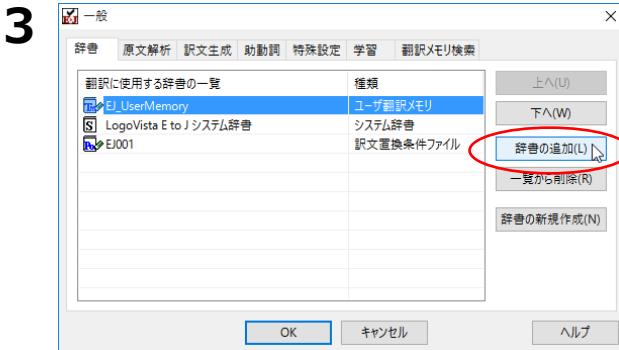 3
一般
辞書 原文解析 訳文生成 助動詞 特殊設定 学習 翻訳メモリ検索
翻訳に使用する辞書の一覧 種類
EJ_UserMemory ユーザ翻訳メモリ
LogoVista E to J システム辞書 システム辞書
EJ001 訳文置換条件ファイル
上へ(U)
下へ(W)
辞書の追加(L)
一覧から削除(R)
辞書の新規作成(N)
OK キャンセル ヘルプ